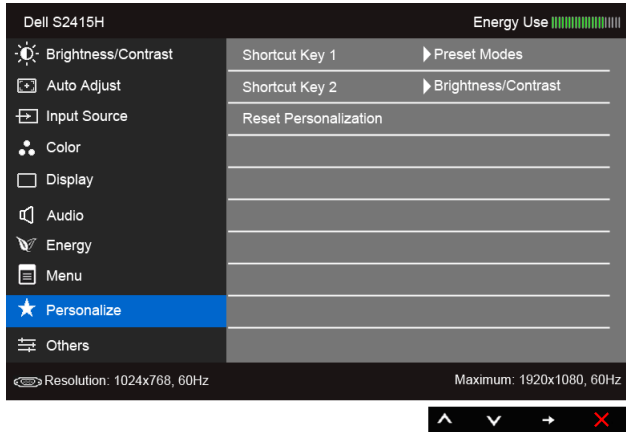 Dell S2415H Energy Use
Brightness/Contrast Shortcut Key 1 Preset Modes
Auto Adjust Shortcut Key 2 Brightness/Contrast
Input Source Reset Personalization
Color
Display
Audio
Energy
Menu
Personalize
Others
Resolution: 1024x768, 60Hz Maximum: 1920x1080, 60Hz